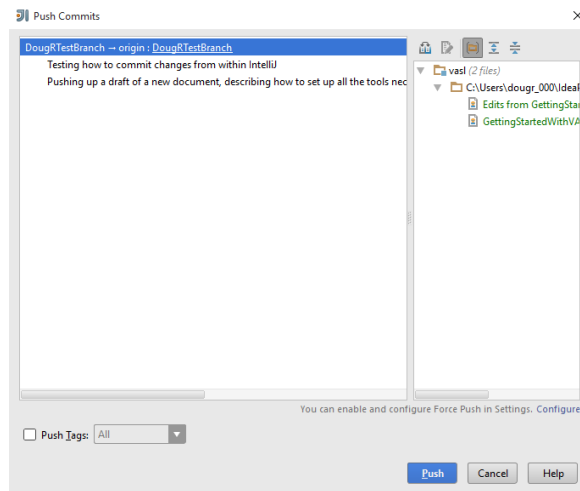 Push Commits
DougRTestBranch → origin : DougRTestBranch
Testing how to commit changes from within IntelliJ
Pushing up a draft of a new document, describing how to set up all the tools nec
vasl (2 files)
C:\Users\dougr_000\Idea
Edits from GettingStar
GettingStartedWithVA
You can enable and configure Force Push in Settings. Configure
Push Tags: All
Push Cancel Help